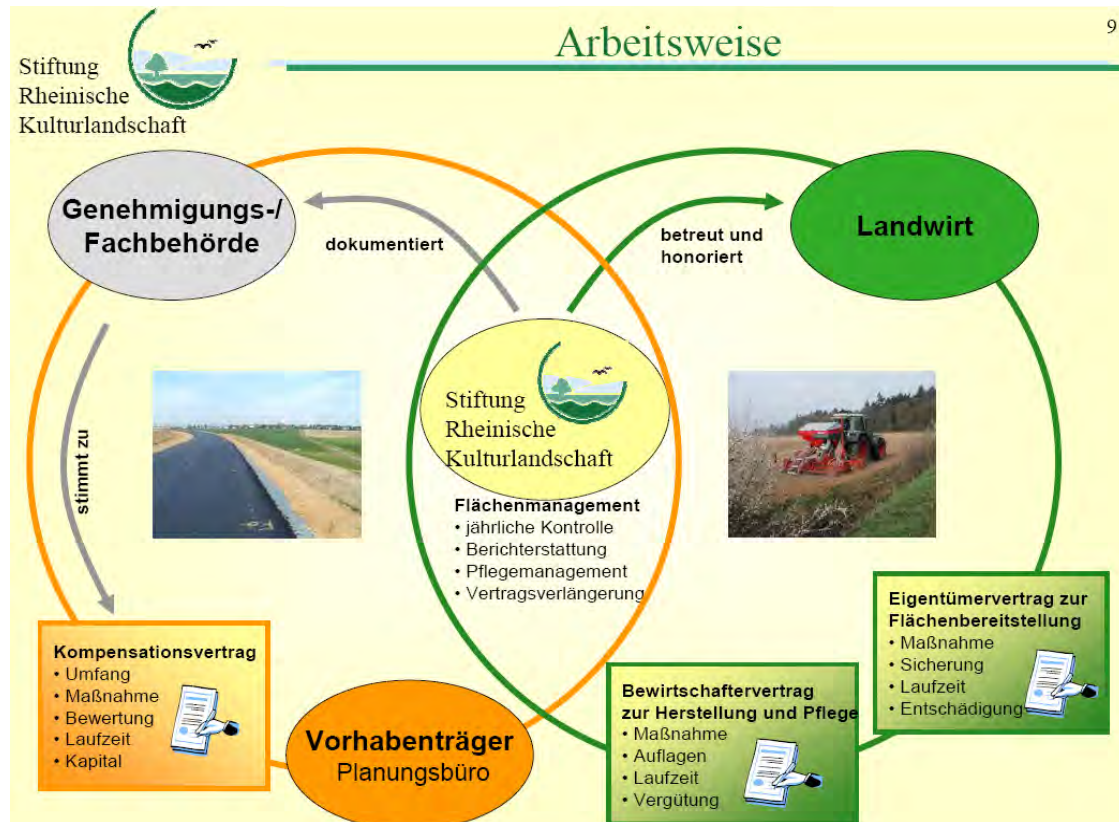 9
Arbeitsweise
Stiftung
Rheinische
Kulturlandschaft
Genehmigungs-/
Fachbehörde
dokumentiert
betreut und
honoriert
Landwirt
stimmt zu
Stiftung
Rheinische
Kulturlandschaft
Flächenmanagement
• jährliche Kontrolle
• Berichterstattung
• Pflegemanagement
• Vertragsverlängerung
Kompensationsvertrag
• Umfang
• Maßnahme
• Bewertung
• Laufzeit
• Kapital
Vorhabenträger
Planungsbüro
Bewirtschaftervertrag
zur Herstellung und Pflege
• Maßnahme
• Auflagen
• Laufzeit
• Vergütung
Eigentümervertrag zur
Flächenbereitstellung
• Maßnahme
• Sicherung
• Laufzeit
• Entschädigung